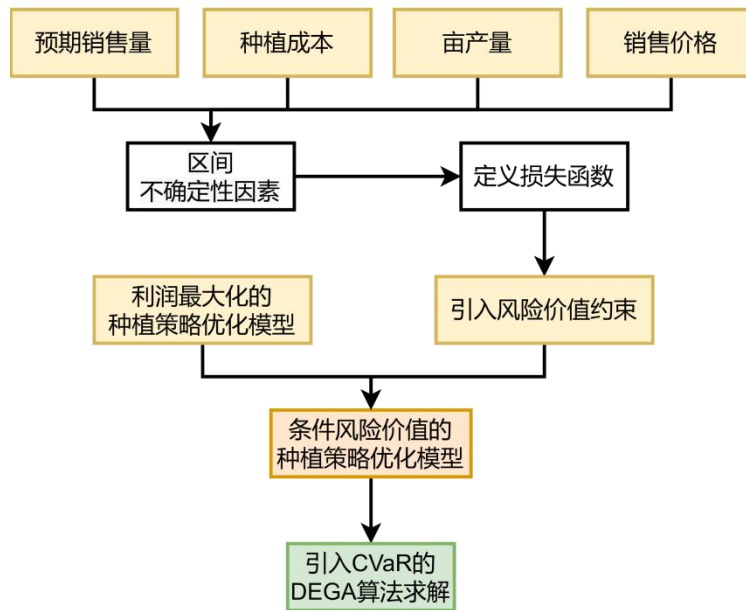 预期销售量
种植成本
亩产量
销售价格
区间
不确定性因素
定义损失函数
利润最大化的
种植策略优化模型
引入风险价值约束
条件风险价值的
种植策略优化模型
引入CVaR的
DEGA算法求解